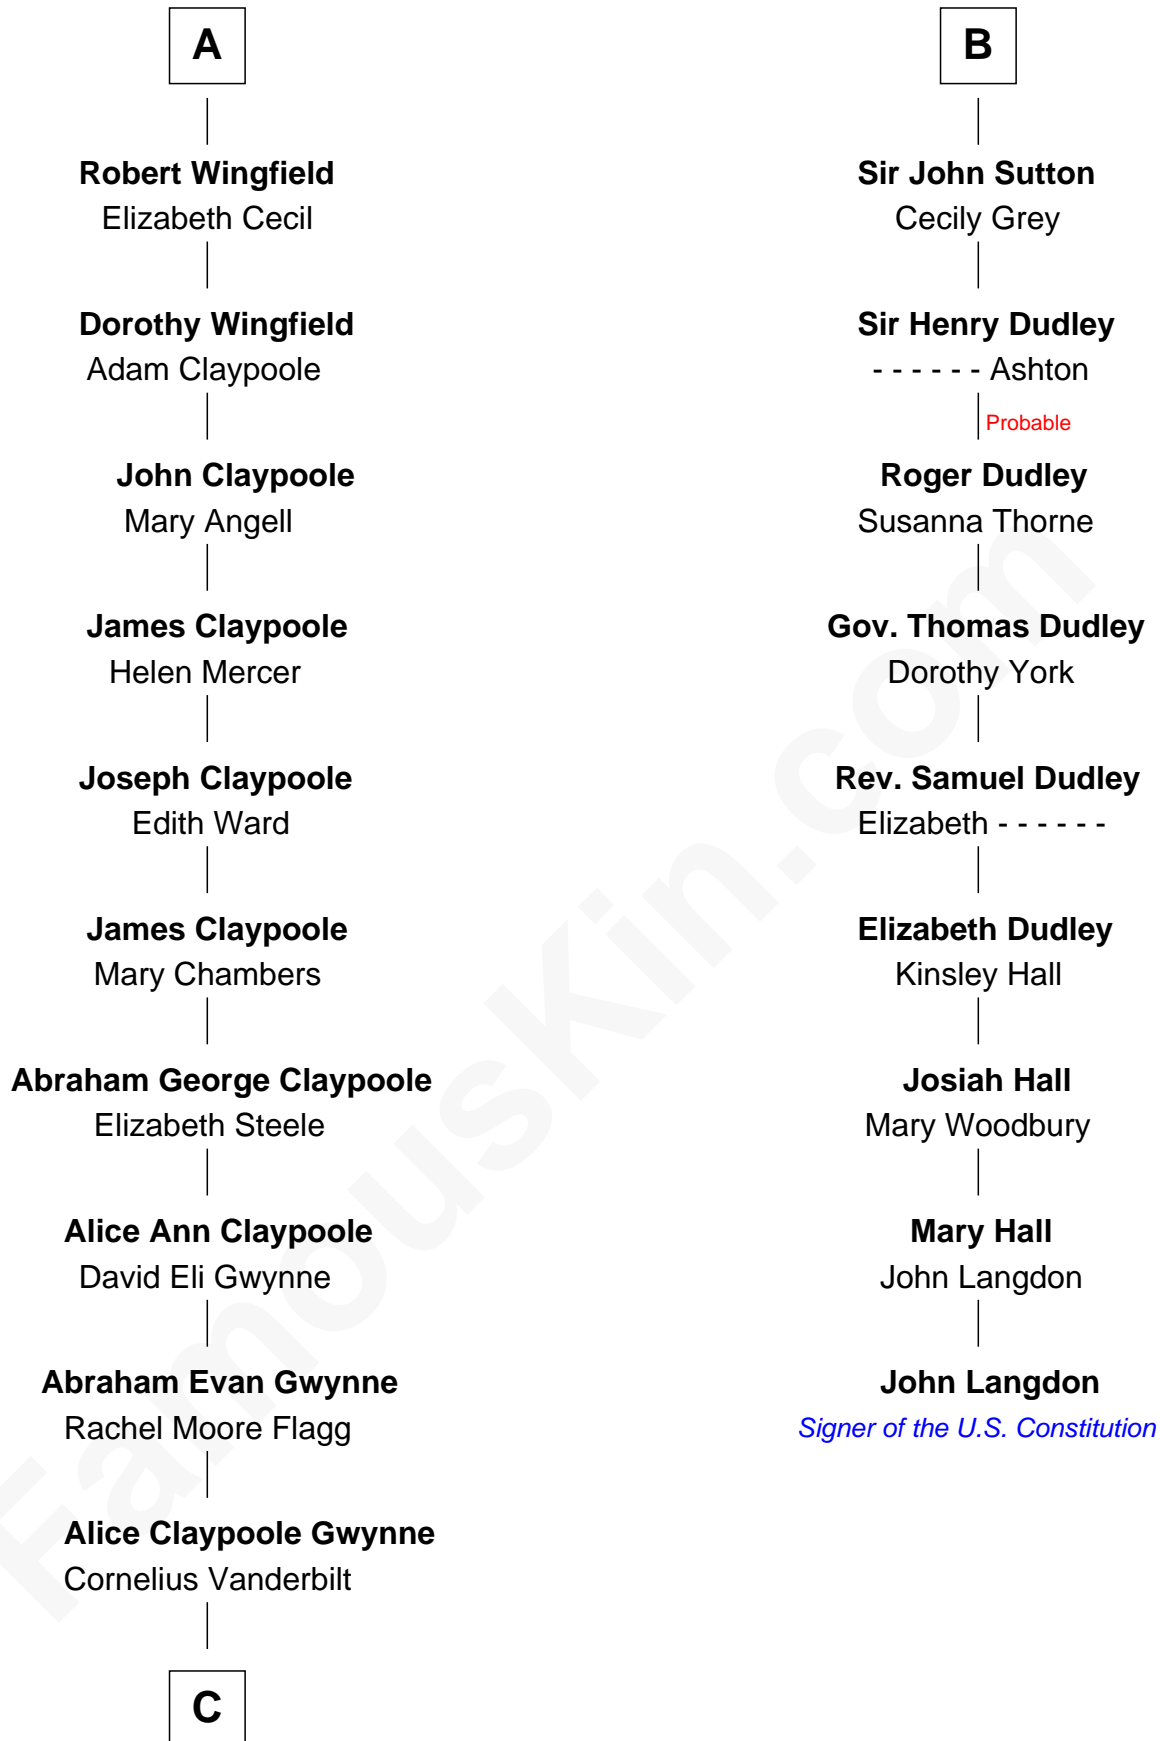 A
Robert Wingfield
Elizabeth Cecil
Dorothy Wingfield
Adam Claypoole
John Claypoole
Mary Angell
James Claypoole
Helen Mercer
Joseph Claypoole
Edith Ward
James Claypoole
Mary Chambers
Abraham George Claypoole
Elizabeth Steele
Alice Ann Claypoole
David Eli Gwynne
Abraham Evan Gwynne
Rachel Moore Flagg
Alice Claypoole Gwynne
Cornelius Vanderbilt
C
B
Sir John Sutton
Cecily Grey
Sir Henry Dudley
- - - - - - Ashton
Probable
Roger Dudley
Susanna Thorne
Gov. Thomas Dudley
Dorothy York
Rev. Samuel Dudley
Elizabeth - - - - - -
Elizabeth Dudley
Kinsley Hall
Josiah Hall
Mary Woodbury
Mary Hall
John Langdon
John Langdon
Signer of the U.S. Constitution
FamousKin.com